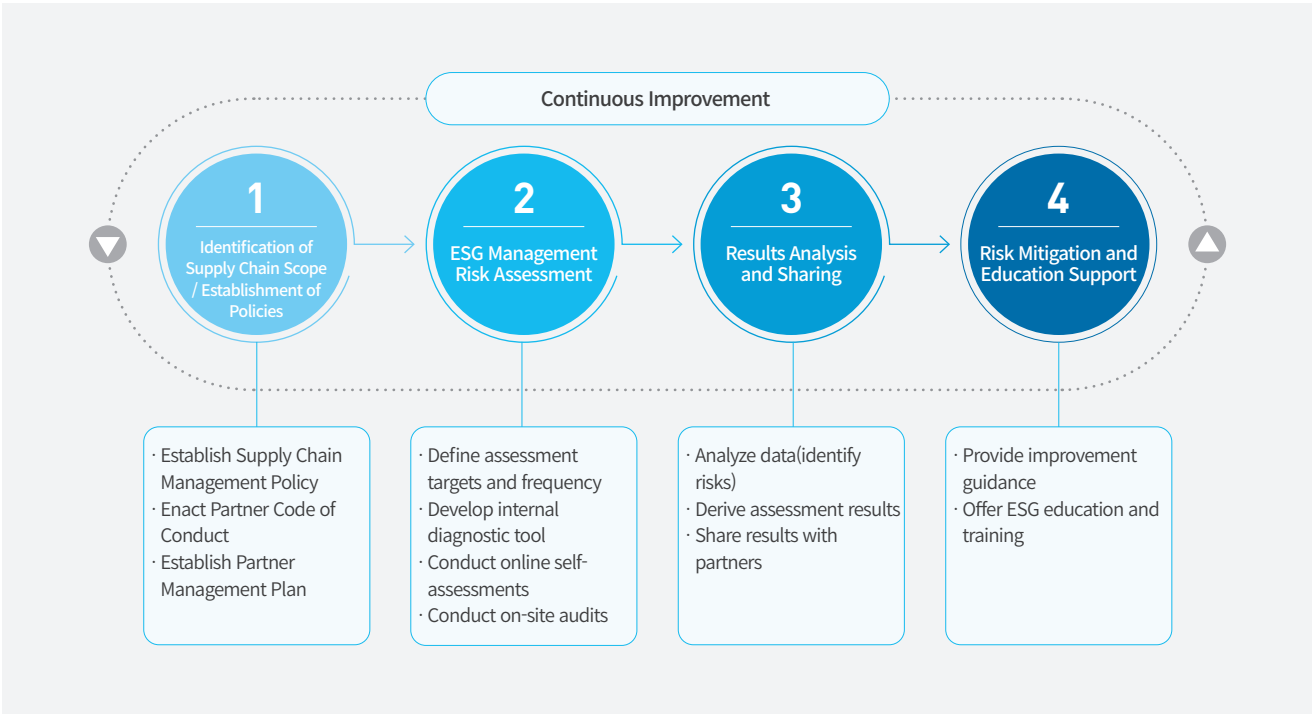 Continuous Improvement
1
Identification of
Supply Chain Scope
/ Establishment of
Policies
2
ESG Management
Risk Assessment
3
Results Analysis
and Sharing
4
Risk Mitigation and
Education Support
· Establish Supply Chain
Management Policy
· Enact Partner Code of
Conduct
· Establish Partner
Management Plan
· Define assessment
targets and frequency
· Develop internal
diagnostic tool
· Conduct online self-
assessments
· Conduct on-site audits
· Analyze data(identify
risks)
· Derive assessment results
· Share results with
partners
· Provide improvement
guidance
· Offer ESG education and
training